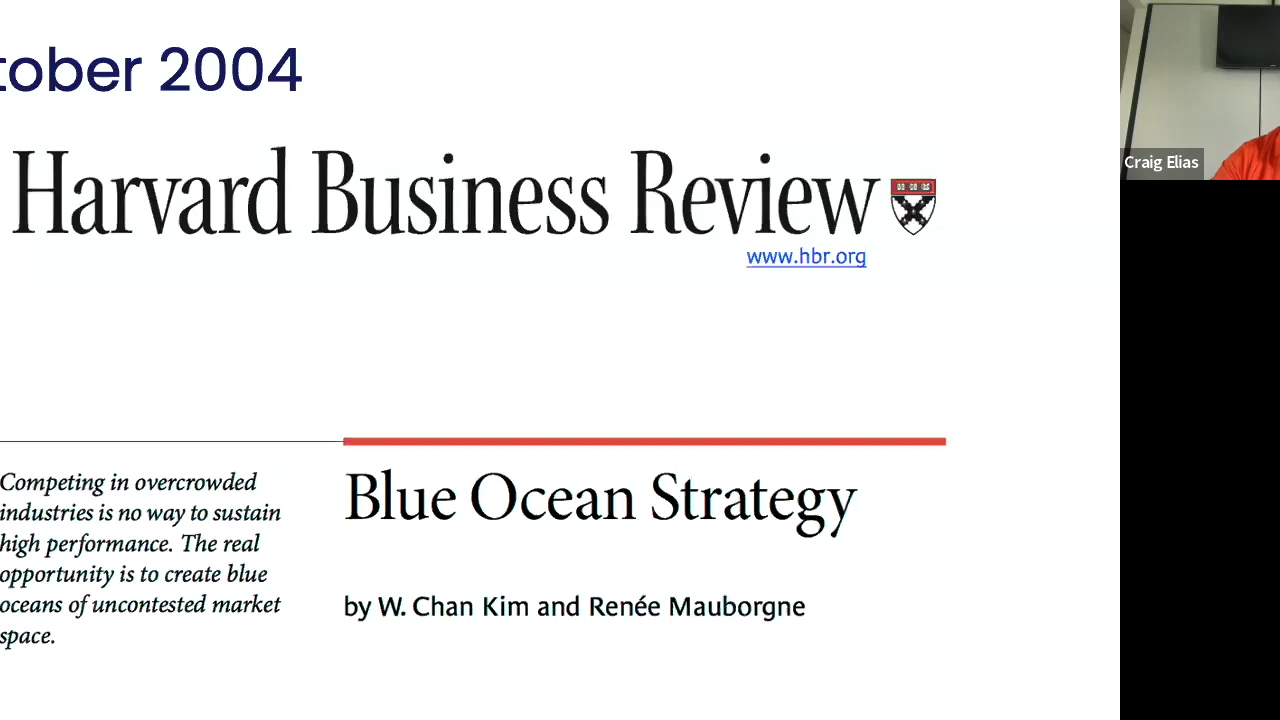 tober 2004
Harvard Business Review
www.hbr.org
Craig Elias
Competing in overcrowded
industries is no way to sustain
high performance. The real
opportunity is to create blue
oceans of uncontested market
space.
Blue Ocean Strategy
by W. Chan Kim and Renée Mauborgne